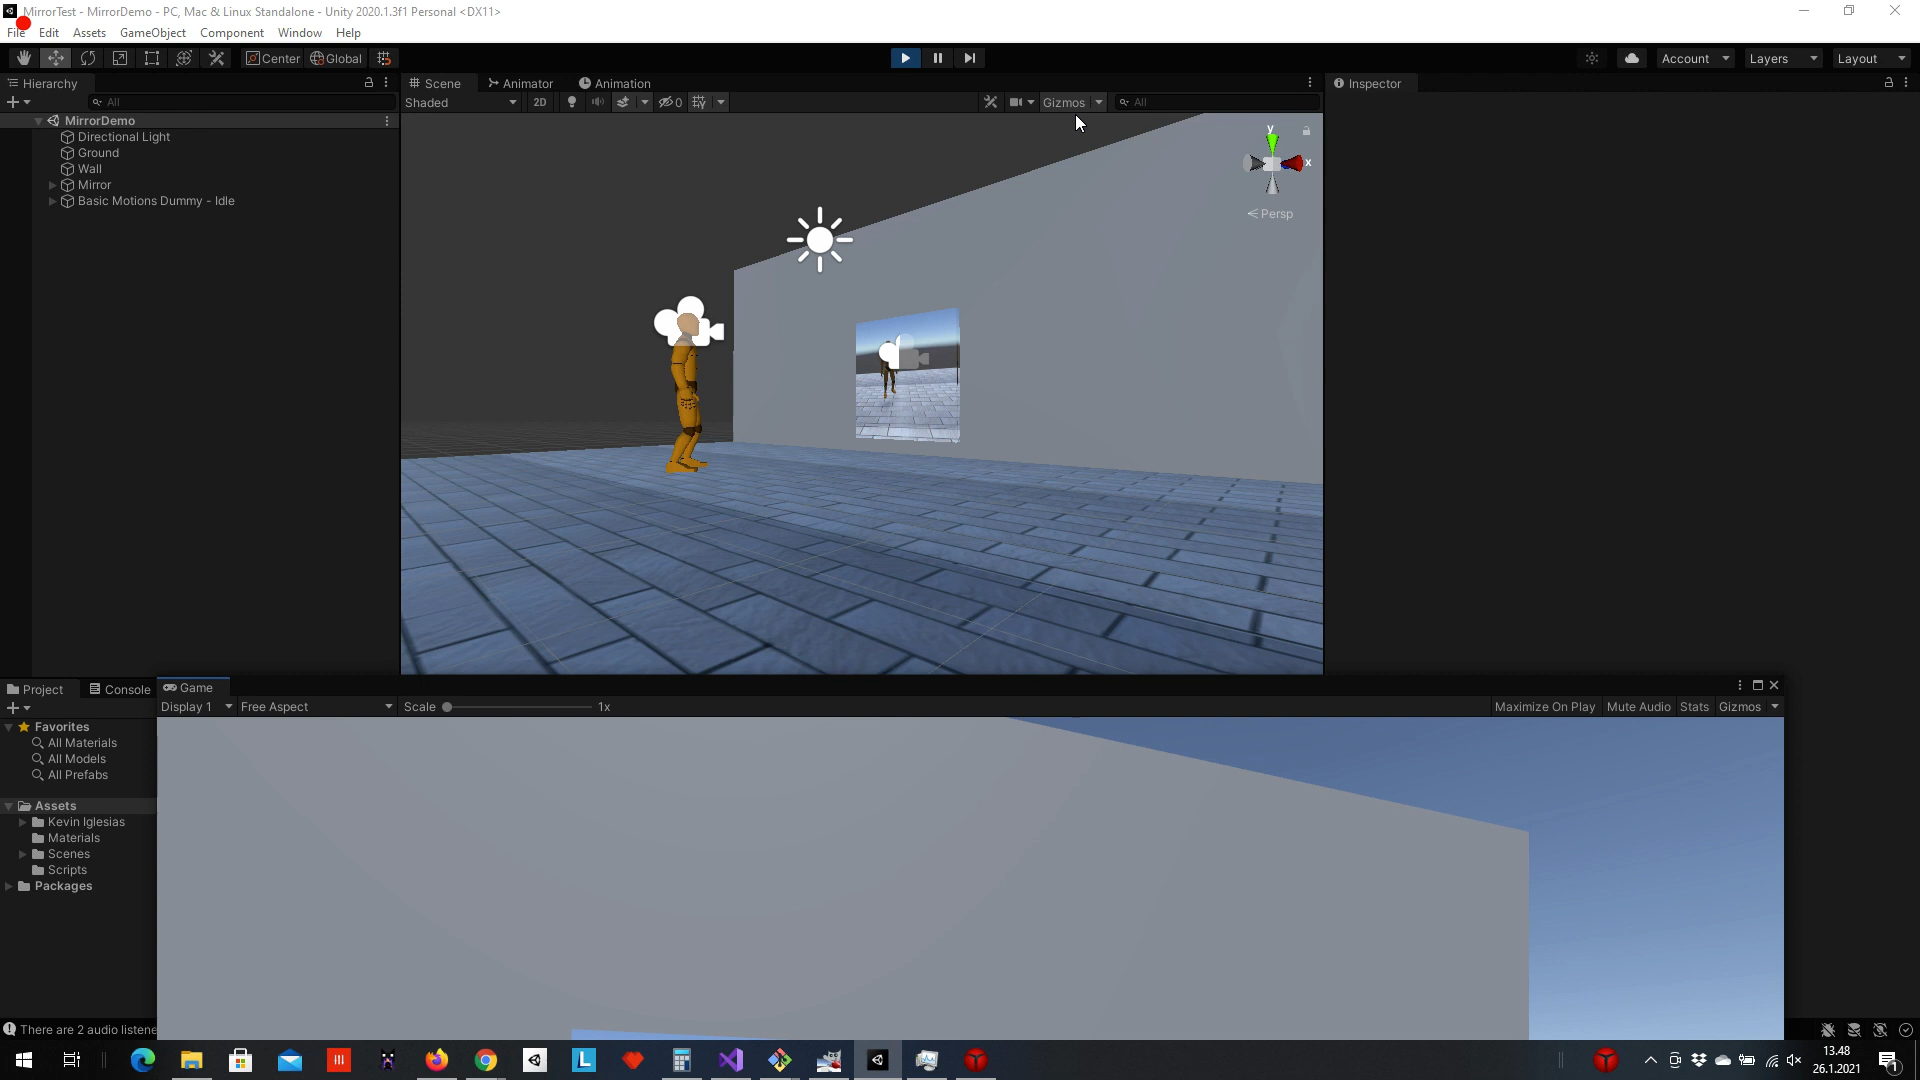 MirrorTest - MirrorDemo - PC, Mac & Linux Standalone - Unity 2020.1.3f1 Personal <DX11>
File Edit Assets GameObject Component Window Help
Center Global Account Layers Layout
Hierarchy
All
MirrorDemo
Directional Light
Ground
Wall
Mirror
Basic Motions Dummy - Idle
Scene Animator Animation
Shaded 2D 0 Gizmos All
y
x
Persp
Inspector
Project Console
Favorites
All Materials
All Models
All Prefabs
Assets
Kevin Iglesias
Materials
Scenes
Scripts
Packages
Game
Display 1 Free Aspect Scale 1x Maximize On Play Mute Audio Stats Gizmos
There are 2 audio listene
L
13.48
26.1.2021
1